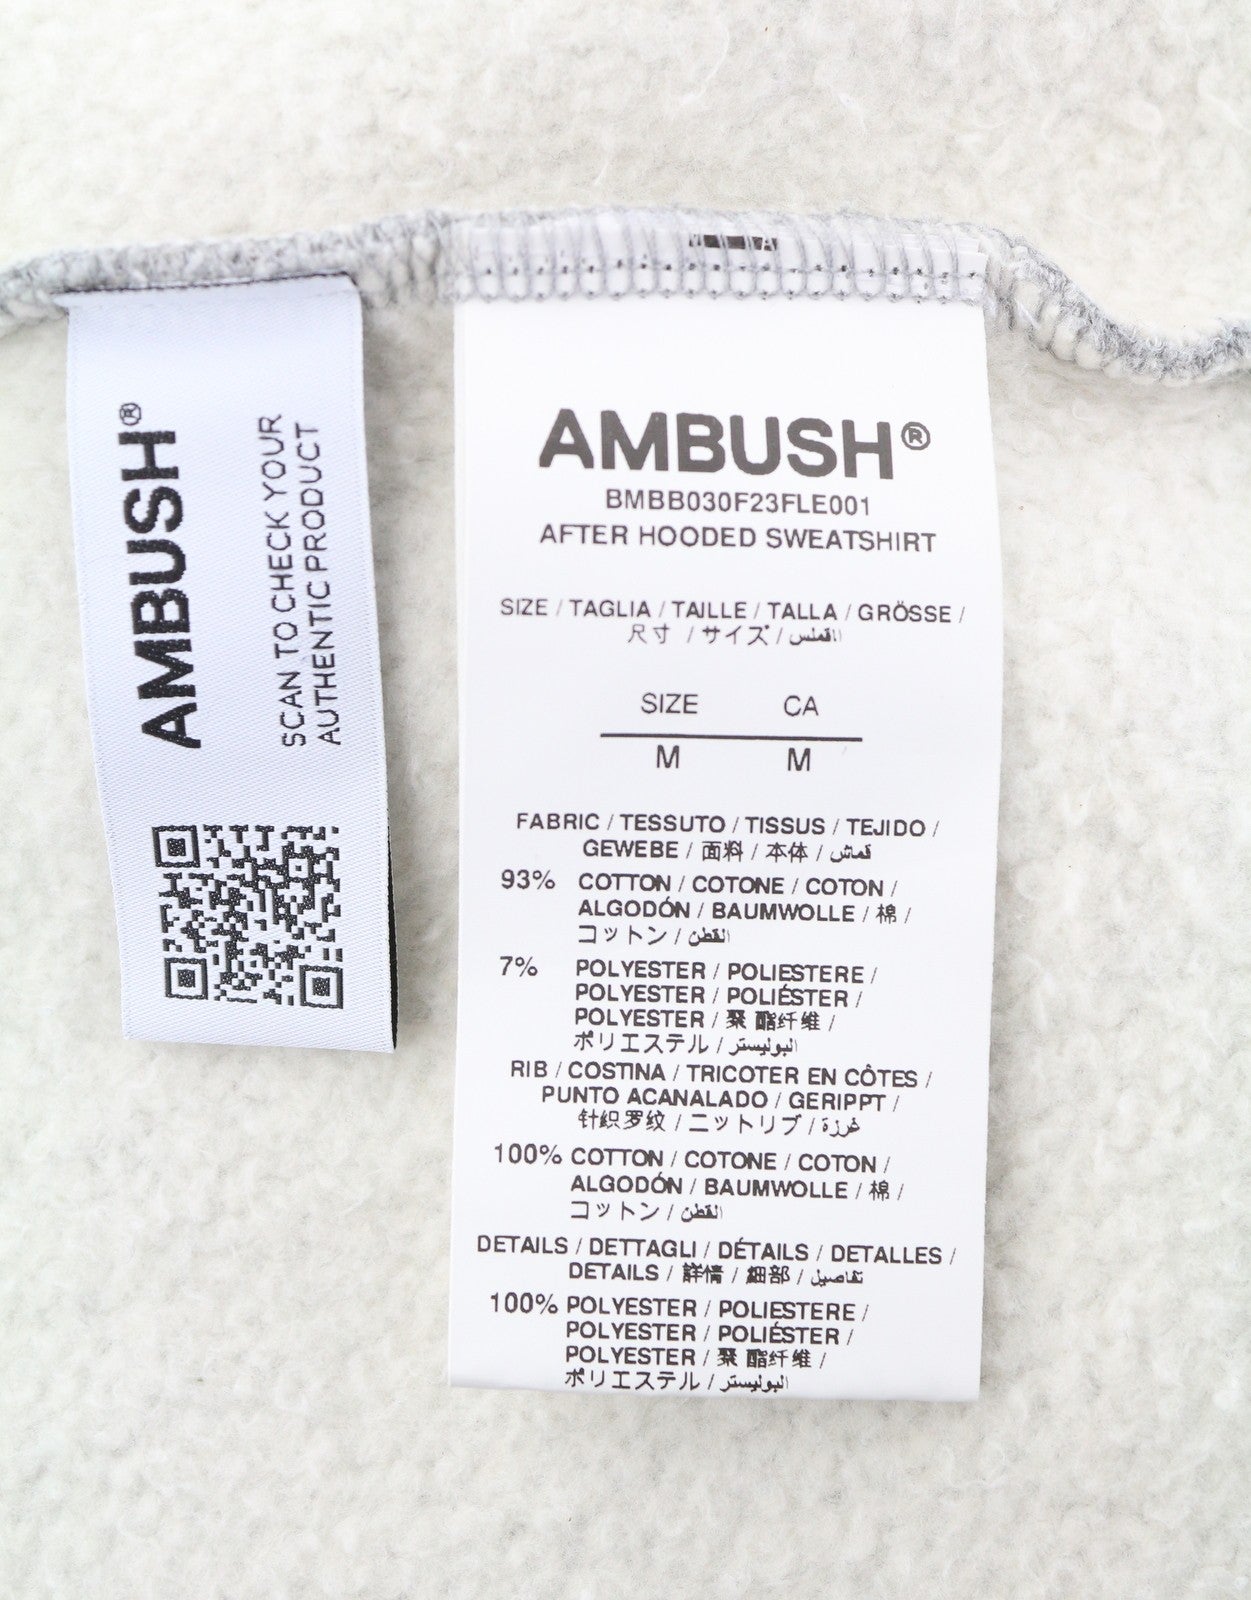 AMBUSH®
SCAN TO CHECK YOUR
AUTHENTIC PRODUCT
AMBUSH®
BMBB030F23FLE001
AFTER HOODED SWEATSHIRT
SIZE / TAGLIA / TAILLE / TALLA / GRÖSSE /
尺寸 / サイズ /
SIZE CA
M M
FABRIC / TESSUTO / TISSUS / TEJIDO /
GEWEBE / 面料 / 本体 / قماش
93% COTTON / COTONE / COTON /
ALGODÓN / BAUMWOLLE / 棉 /
コットン / القطن
7% POLYESTER / POLIESTERE /
POLYESTER / POLIÉSTER /
POLYESTER / 聚酯纤维 /
ポリエステル / البوليستر
RIB / COSTINA / TRICOTER EN CÔTES /
PUNTO ACANALADO / GERIPPT /
针织罗纹 / ニットリブ / غرزة
100% COTTON / COTONE / COTON /
ALGODÓN / BAUMWOLLE / 棉 /
コットン / القطن
DETAILS / DETTAGLI / DÉTAILS / DETALLES /
DETAILS / 詳情 / 細部 / تفاصيل
100% POLYESTER / POLIESTERE /
POLYESTER / POLIÉSTER /
POLYESTER / 聚酯纤维 /
ポリエステル / البوليستر